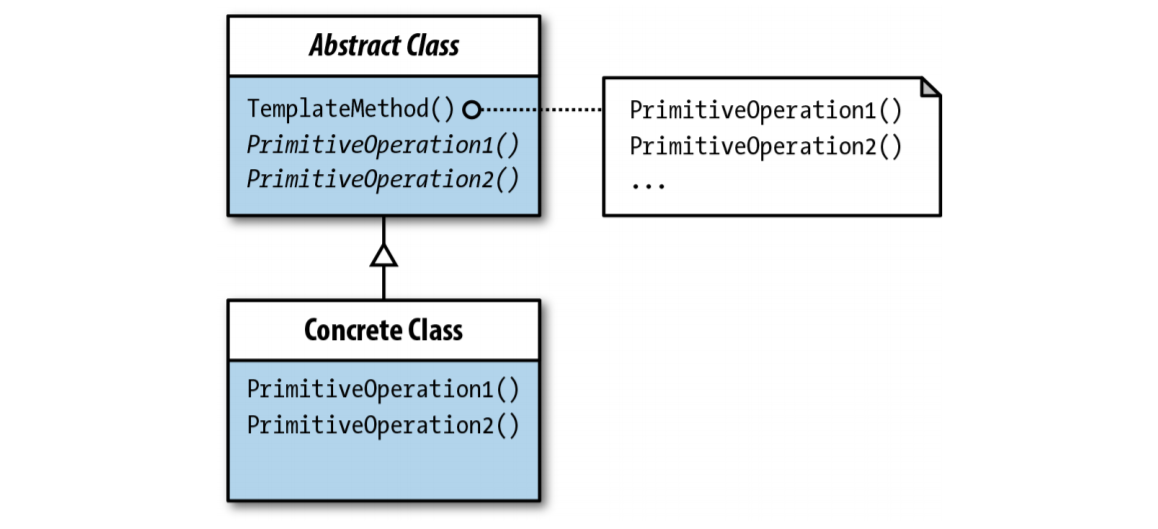 Abstract Class
TemplateMethod()
PrimitiveOperation1()
PrimitiveOperation2()
PrimitiveOperation1()
PrimitiveOperation2()
...
Concrete Class
PrimitiveOperation1()
PrimitiveOperation2()